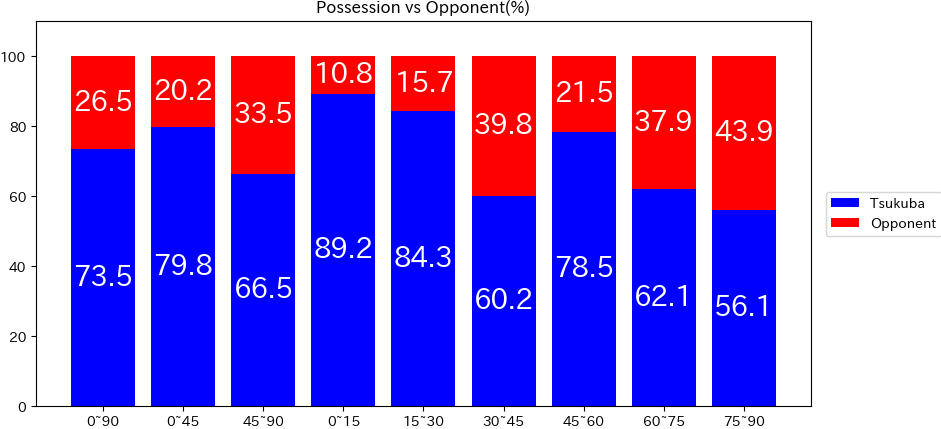 Possession vs Opponent(%)
100
80
60
40
20
0
26.5 20.2 33.5 10.8 15.7 39.8 21.5 37.9 43.9
73.5 79.8 66.5 89.2 84.3 60.2 78.5 62.1 56.1
0~90 0~45 45~90 0~15 15~30 30~45 45~60 60~75 75~90
Tsukuba
Opponent